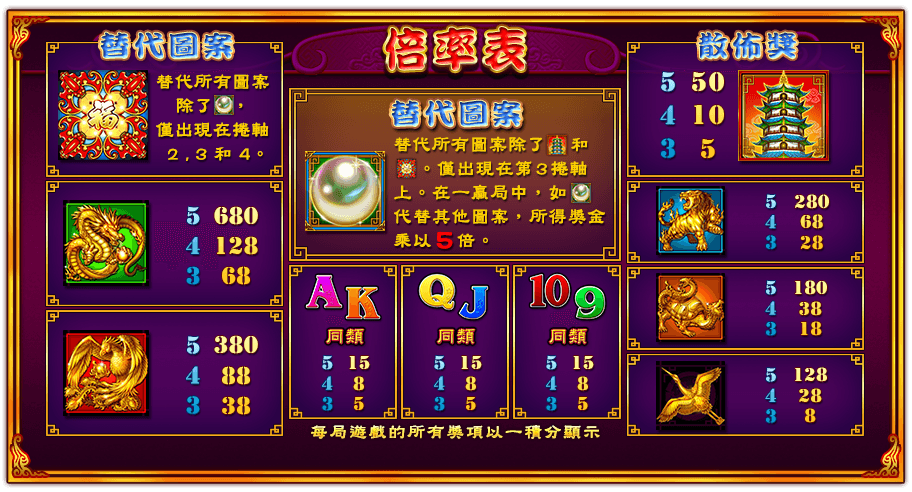 倍率表
替代圖案
替代所有圖案
除了，
僅出現在捲軸
2,3和4。
福
5 680
4 128
3 68
5 380
4 88
3 38
替代圖案
替代所有圖案除了和
。僅出現在第3捲軸
上。在一贏局中，如
代替其他圖案，所得獎金
乘以5倍。
A K
同類
5 15
4 8
3 5
Q J
同類
5 15
4 8
3 5
10 9
同類
5 15
4 8
3 5
散佈獎
5 50
4 10
3 5
5 280
4 68
3 28
5 180
4 38
3 18
5 128
4 28
3 8
每局遊戲的所有獎項以一積分顯示